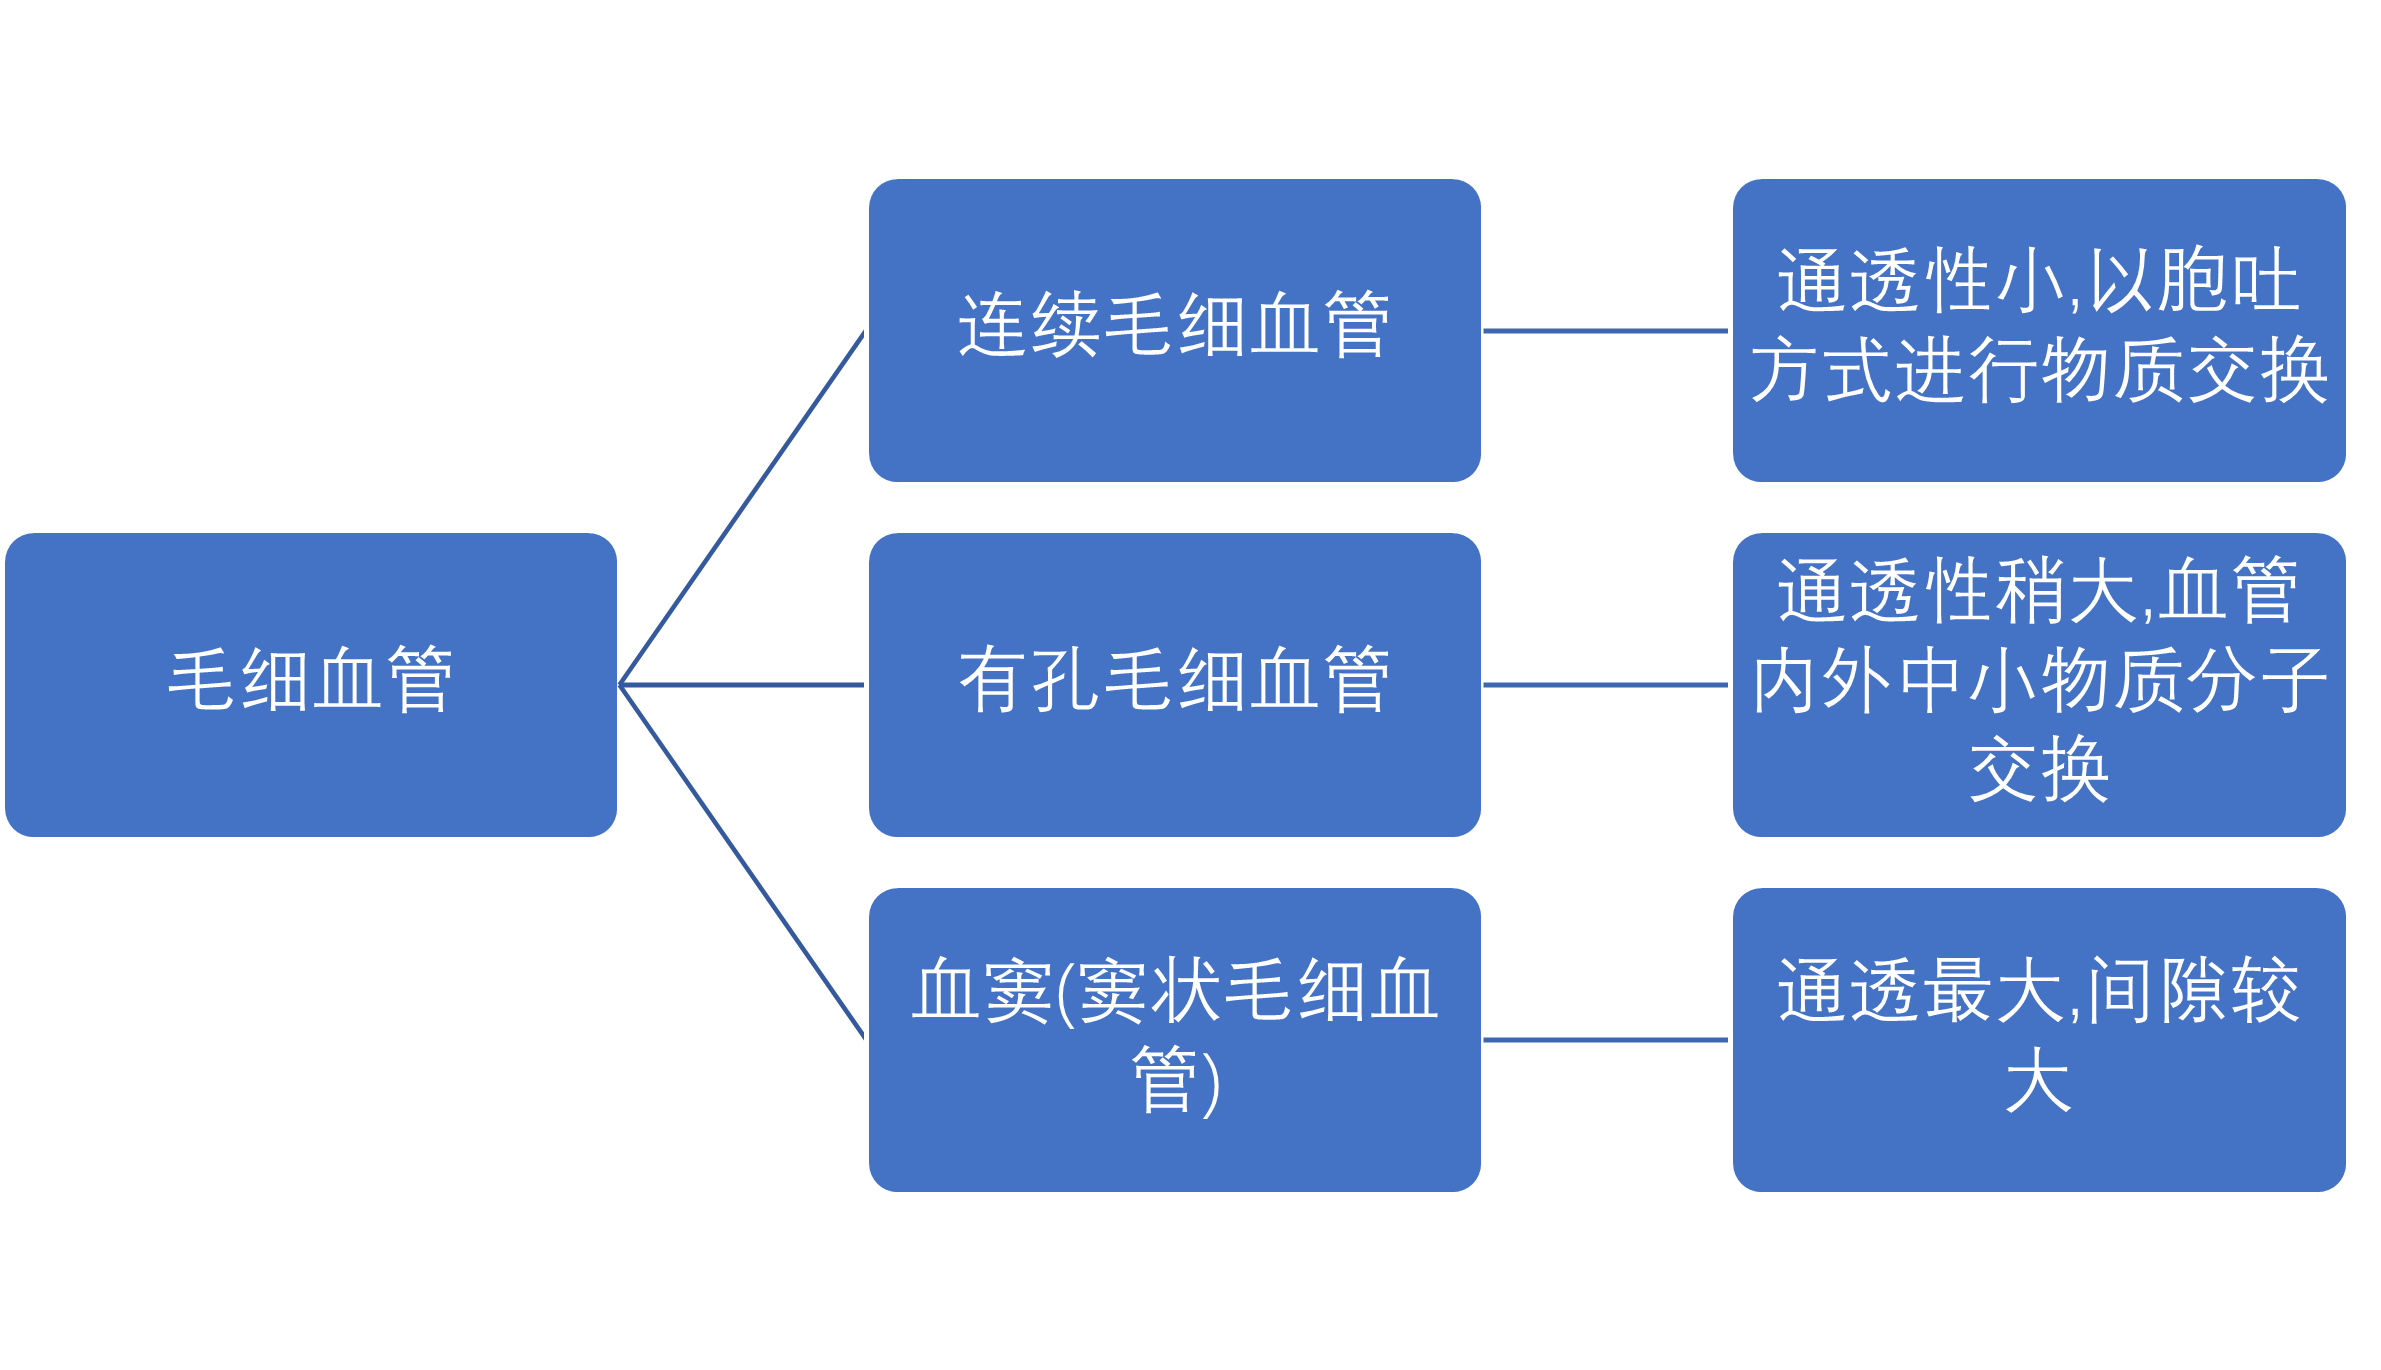 毛细血管
连续毛细血管
通透性小,以胞吐
方式进行物质交换
有孔毛细血管
通透性稍大,血管
内外中小物质分子
交换
血窦(窦状毛细血
管)
通透最大,间隙较
大